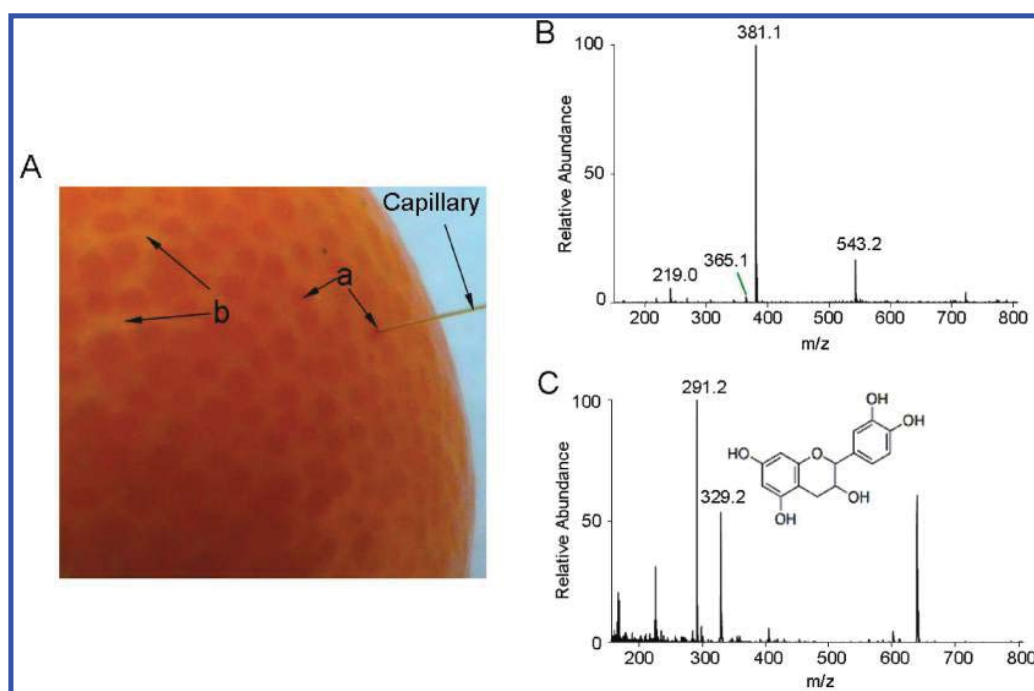 A
Capillary
a
b
B
381.1
543.2
365.1
219.0
100
50
0
Relative Abundance
200 300 400 500 600 700 800
m/z
C
291.2
329.2
100
50
0
Relative Abundance
200 300 400 500 600 700 800
m/z
OH
OH
HO
O
OH
OH